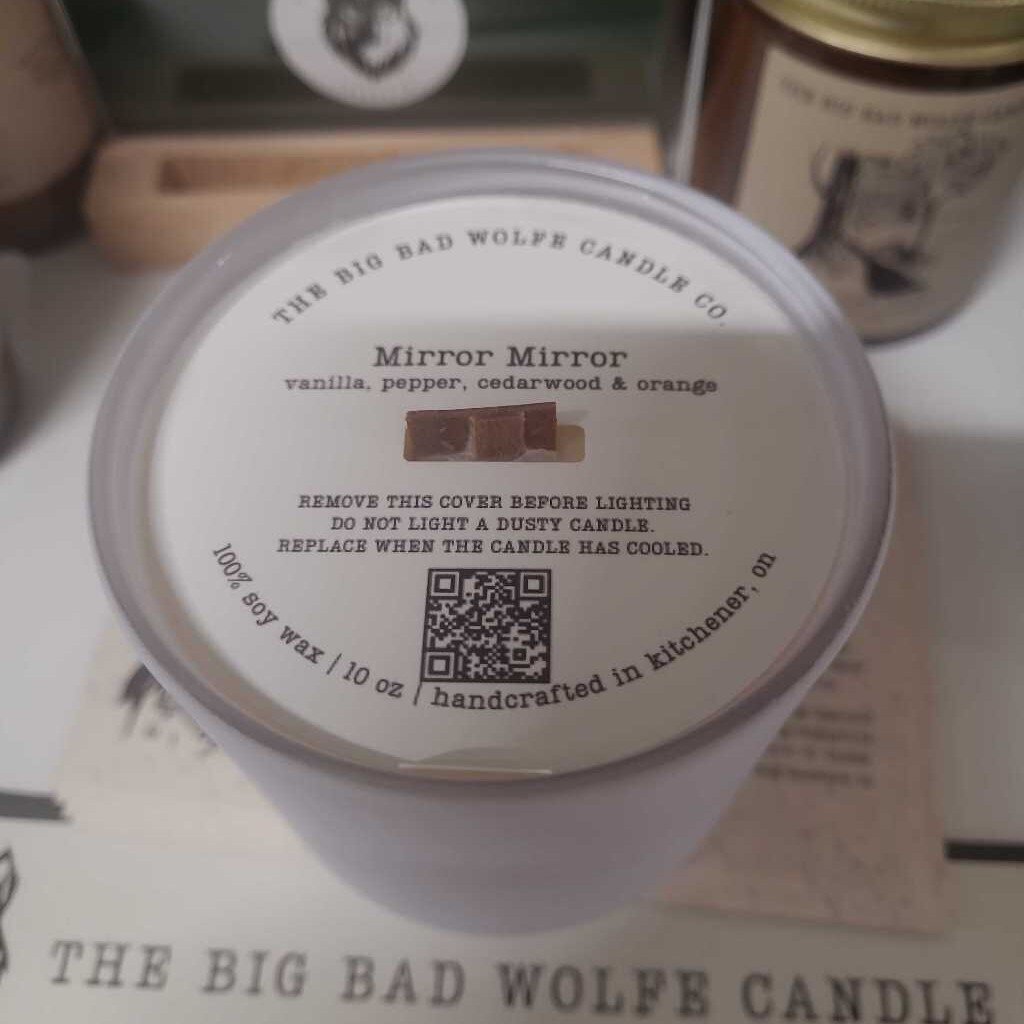 THE BIG BAD WOLFE CANDLE CO.
Mirror Mirror
vanilla, pepper, cedarwood & orange
REMOVE THIS COVER BEFORE LIGHTING
DO NOT LIGHT A DUSTY CANDLE.
REPLACE WHEN THE CANDLE HAS COOLED.
100% soy wax | 10 oz | handcrafted in kitchener, on
THE BIG BAD WOLFE CANDLE